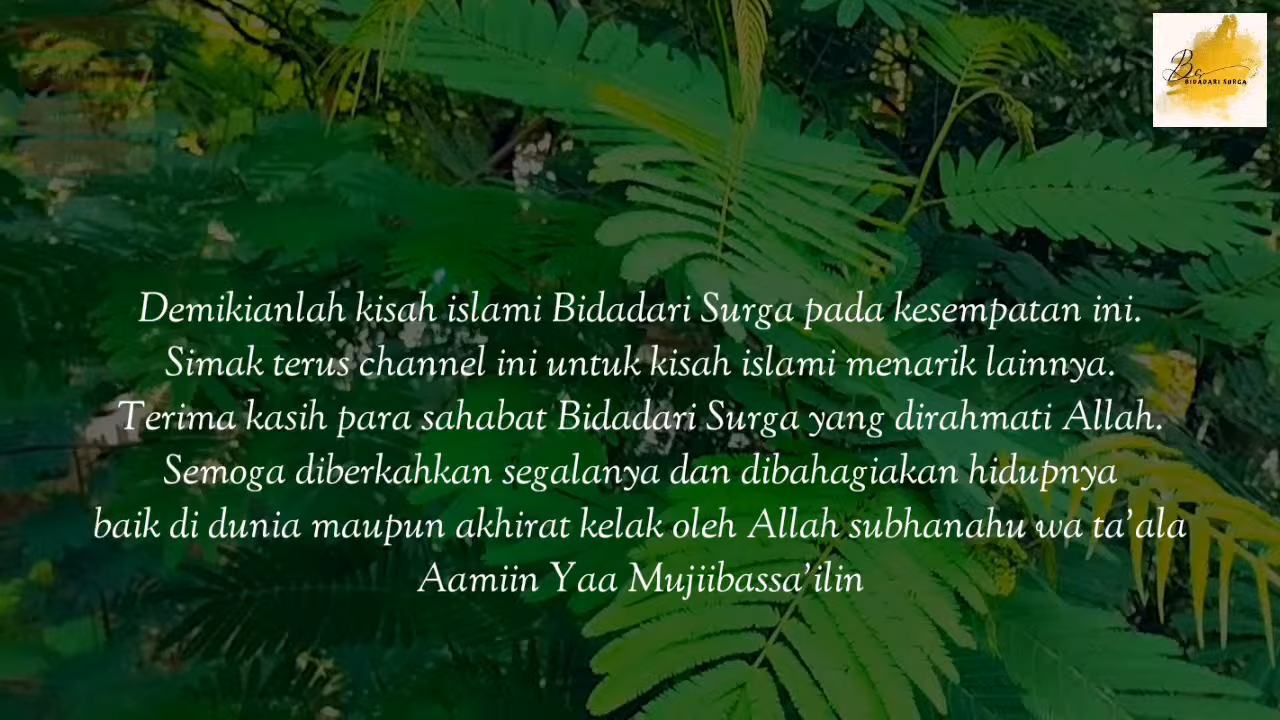 Bs
BIDADARI SURGA
Demikianlah kisah islami Bidadari Surga pada kesempatan ini.
Simak terus channel ini untuk kisah islami menarik lainnya.
Terima kasih para sahabat Bidadari Surga yang dirahmati Allah.
Semoga diberkahkan segalanya dan dibahagiakan hidupnya
baik di dunia maupun akhirat kelak oleh Allah subhanahu wa ta’ala
Aamiin Yaa Mujiibassa’ilin